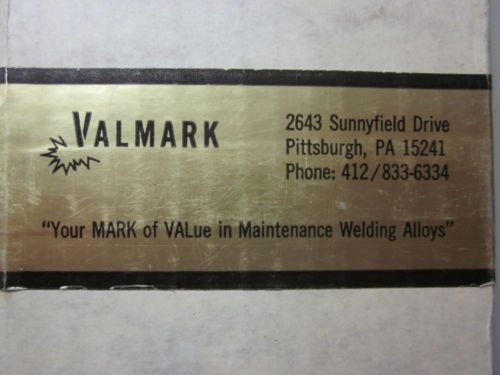 VALMARK
2643 Sunnyfield Drive
Pittsburgh, PA 15241
Phone: 412/833-6334
"Your MARK of VALue in Maintenance Welding Alloys"